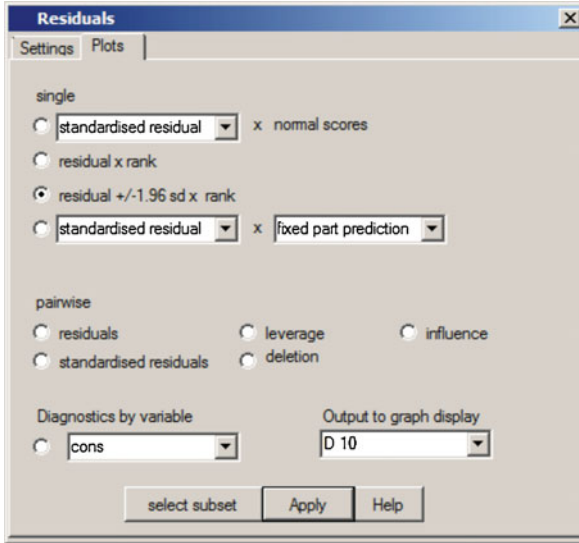 Residuals
Settings Plots
single
standardised residual x normal scores
residual x rank
residual +/-1.96 sd x rank
standardised residual x fixed part prediction
pairwise
residuals leverage influence
standardised residuals deletion
Diagnostics by variable Output to graph display
cons D 10
select subset Apply Help